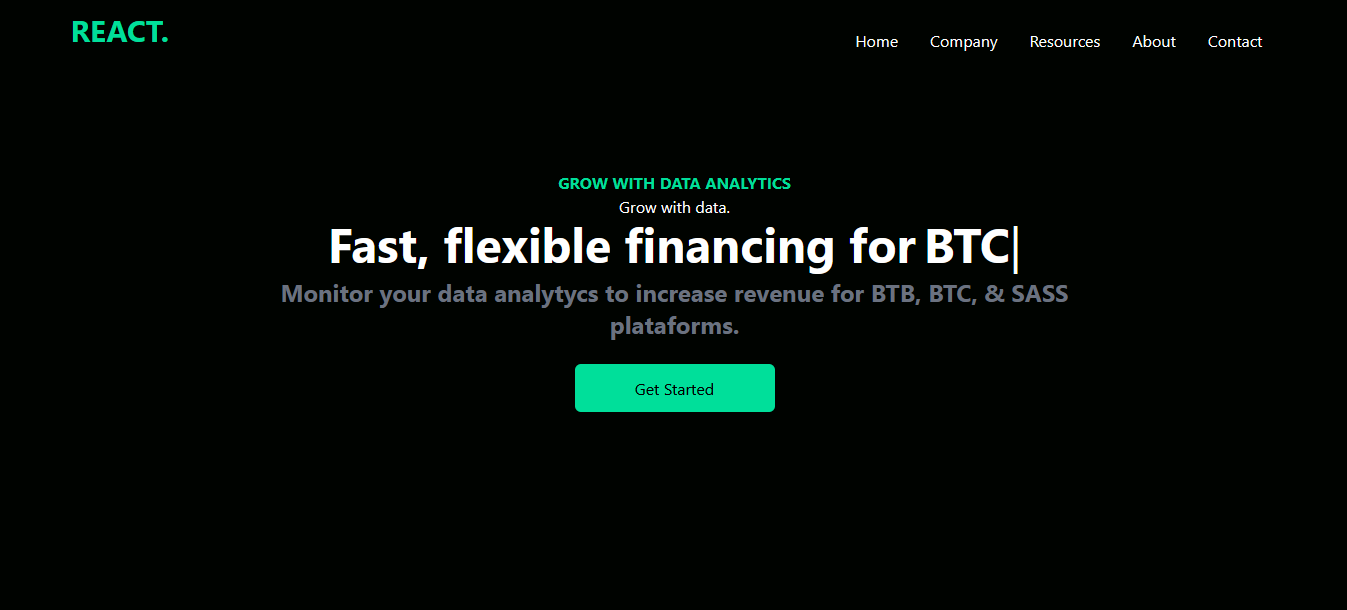 REACT.
Home Company Resources About Contact
GROW WITH DATA ANALYTICS
Grow with data.
Fast, flexible financing for BTC|
Monitor your data analytycs to increase revenue for BTB, BTC, & SASS
plataforms.
Get Started